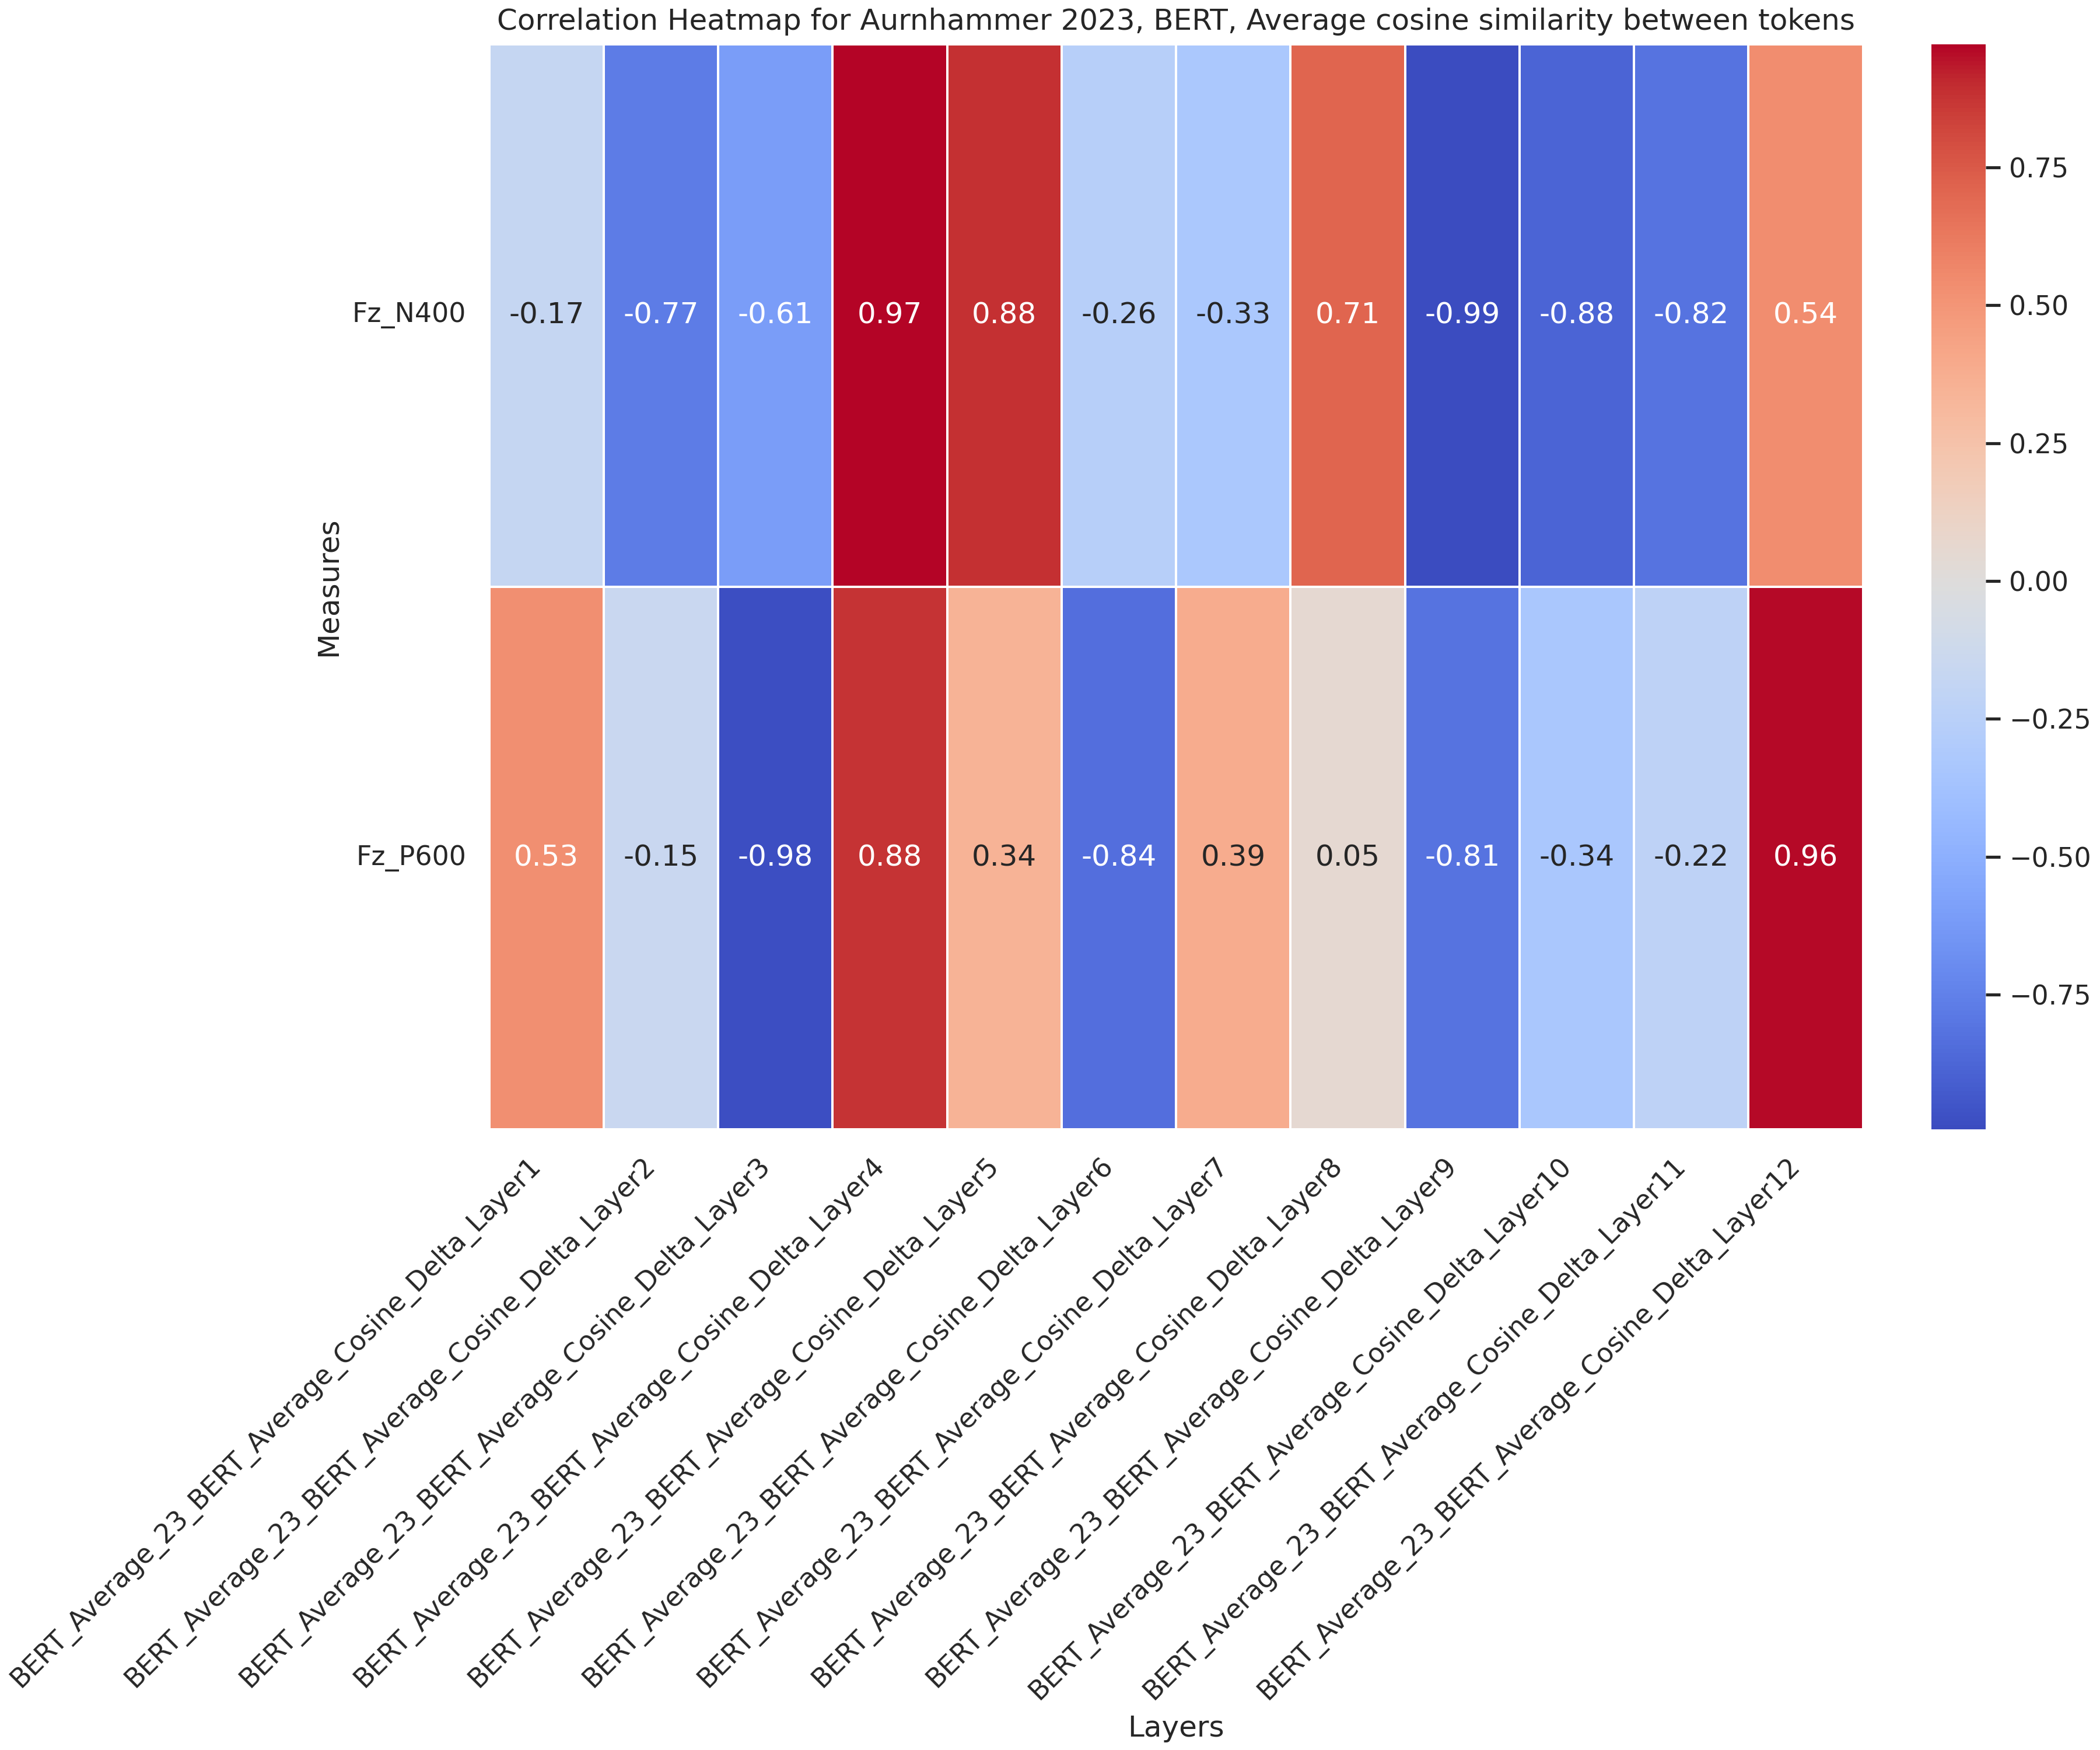 Correlation Heatmap for Aurnhammer 2023, BERT, Average cosine similarity between tokens
Measures
Fz_N400
-0.17 -0.77 -0.61 0.97 0.88 -0.26 -0.33 0.71 -0.99 -0.88 -0.82 0.54
Fz_P600
0.53 -0.15 -0.98 0.88 0.34 -0.84 0.39 0.05 -0.81 -0.34 -0.22 0.96
BERT_Average_23_BERT_Average_Cosine_Delta_Layer1
BERT_Average_23_BERT_Average_Cosine_Delta_Layer2
BERT_Average_23_BERT_Average_Cosine_Delta_Layer3
BERT_Average_23_BERT_Average_Cosine_Delta_Layer4
BERT_Average_23_BERT_Average_Cosine_Delta_Layer5
BERT_Average_23_BERT_Average_Cosine_Delta_Layer6
BERT_Average_23_BERT_Average_Cosine_Delta_Layer7
BERT_Average_23_BERT_Average_Cosine_Delta_Layer8
BERT_Average_23_BERT_Average_Cosine_Delta_Layer9
BERT_Average_23_BERT_Average_Cosine_Delta_Layer10
BERT_Average_23_BERT_Average_Cosine_Delta_Layer11
BERT_Average_23_BERT_Average_Cosine_Delta_Layer12
Layers
0.75
0.50
0.25
0.00
−0.25
−0.50
−0.75